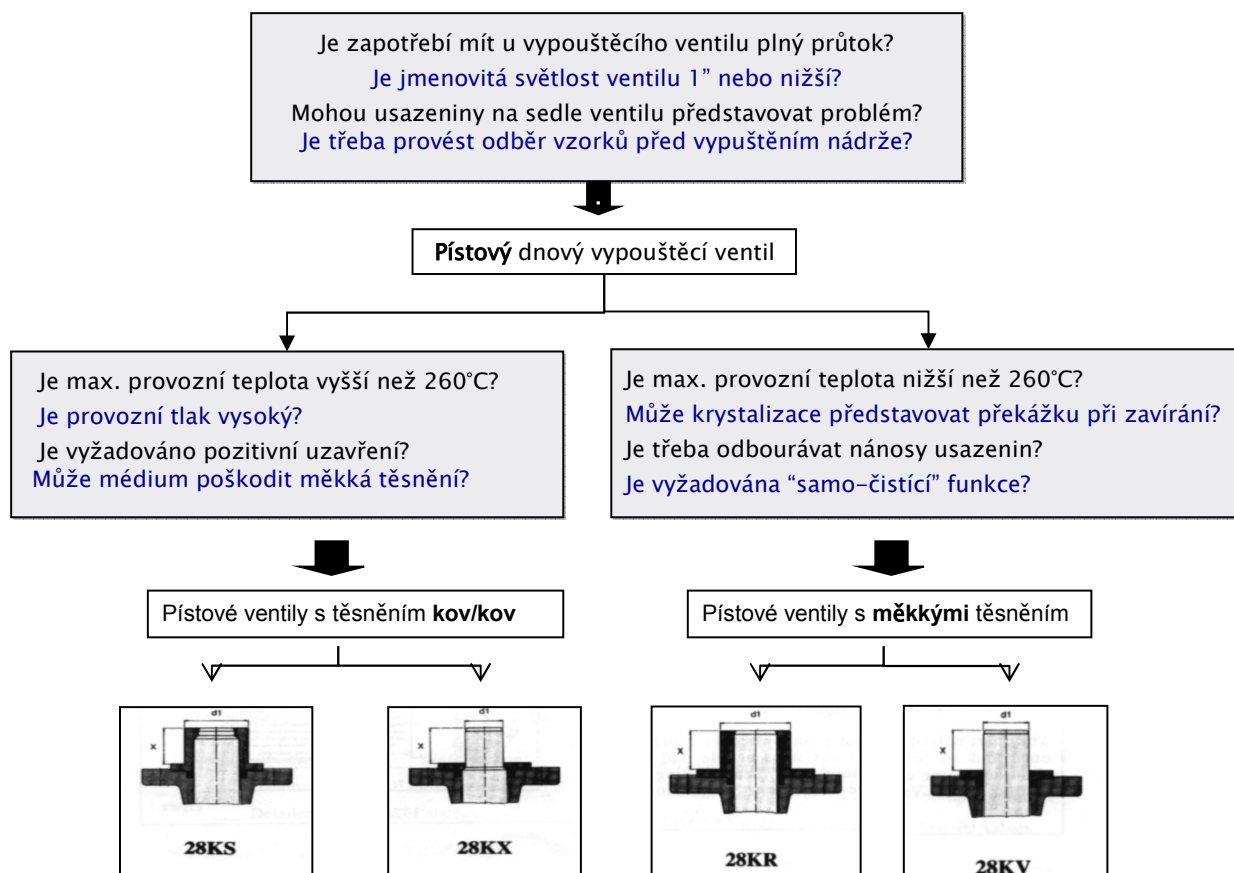 Je zapotřebí mít u vypouštěcího ventilu plný průtok?
Je jmenovitá světlost ventilu 1” nebo nižší?
Mohou usazeniny na sedle ventilu představovat problém?
Je třeba provést odběr vzorků před vypuštěním nádrže?
.
Pístový dnový vypouštěcí ventil
Je max. provozní teplota vyšší než 260°C?
Je provozní tlak vysoký?
Je vyžadováno pozitivní uzavření?
Může médium poškodit měkká těsnění?
Je max. provozní teplota nižší než 260°C?
Může krystalizace představovat překážku při zavírání?
Je třeba odbourávat nánosy usazenin?
Je vyžadována “samo-čistící” funkce?
Pístové ventily s těsněním kov/kov
Pístové ventily s měkkými těsněním
d1
x
28KS
d1
x
28KX
d1
x
28KR
d1
x
28KV